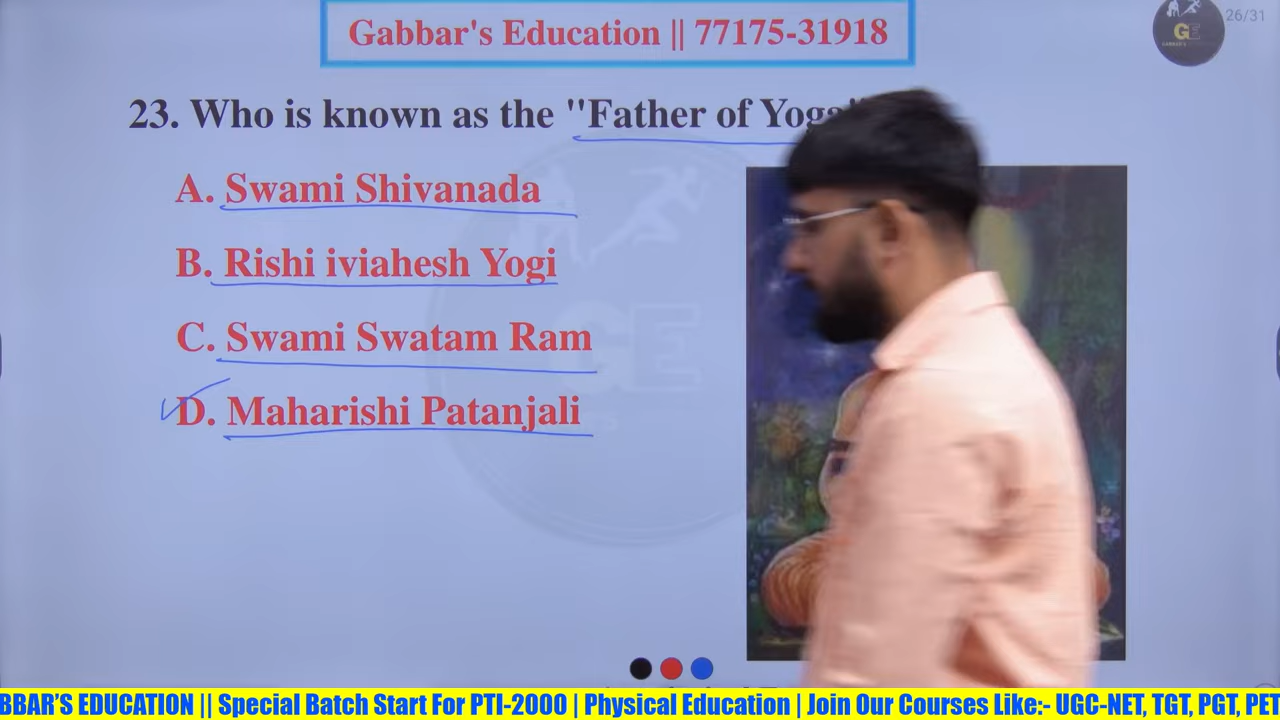 Gabbar's Education || 77175-31918
GE
26/31
23. Who is known as the "Father of Yoga"
A. Swami Shivanada
B. Rishi iviahesh Yogi
C. Swami Swatam Ram
D. Maharishi Patanjali
GE
BBAR'S EDUCATION || Special Batch Start For PTI-2000 | Physical Education | Join Our Courses Like:- UGC-NET, TGT, PGT, PET